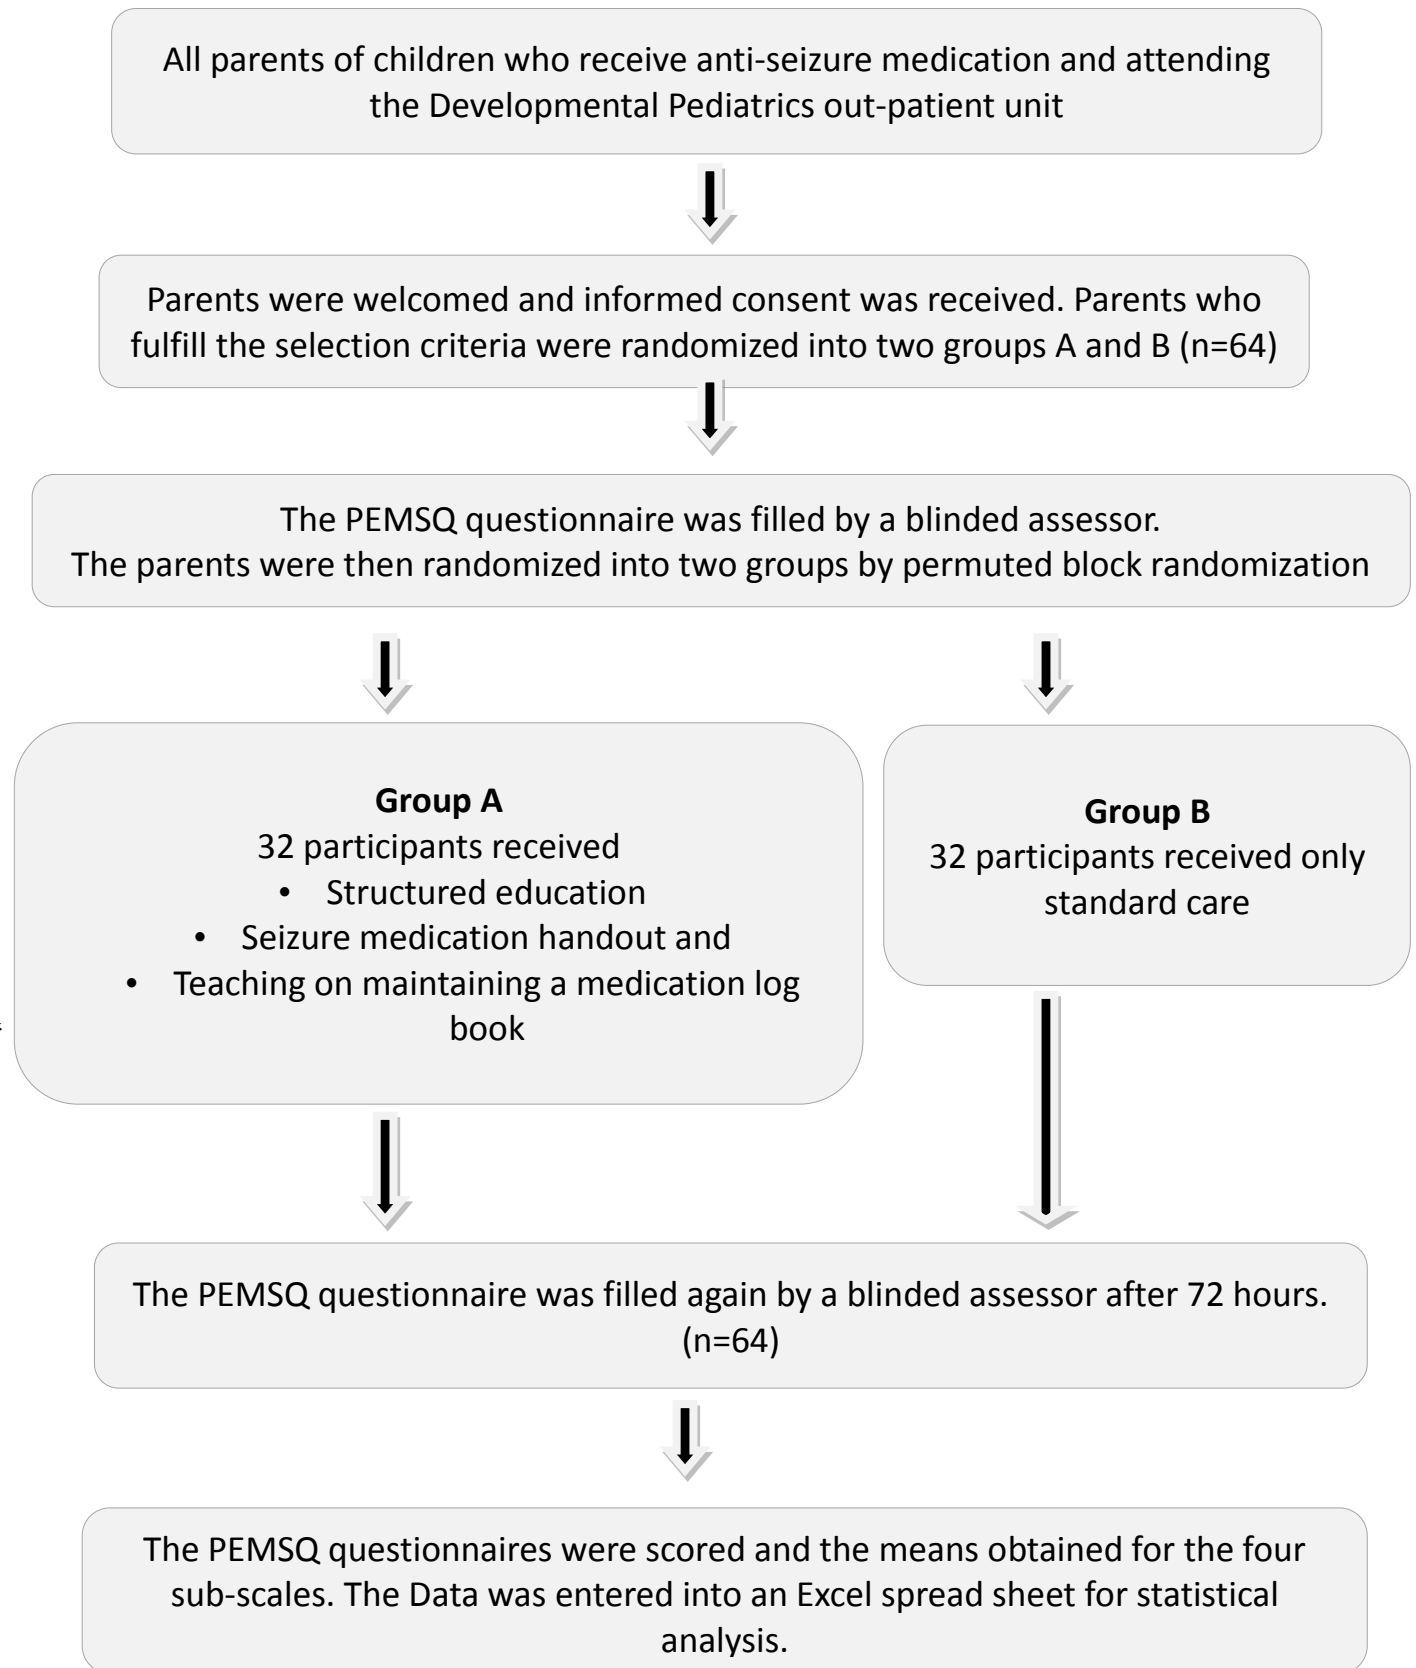 All parents of children who receive anti-seizure medication and attending
the Developmental Pediatrics out-patient unit
Parents were welcomed and informed consent was received. Parents who
fulfill the selection criteria were randomized into two groups A and B (n=64)
The PEMSQ questionnaire was filled by a blinded assessor.
The parents were then randomized into two groups by permuted block randomization
Group A
32 participants received
• Structured education
• Seizure medication handout and
• Teaching on maintaining a medication log
book
Group B
32 participants received only
standard care
The PEMSQ questionnaire was filled again by a blinded assessor after 72 hours.
(n=64)
The PEMSQ questionnaires were scored and the means obtained for the four
sub-scales. The Data was entered into an Excel spread sheet for statistical
analysis.